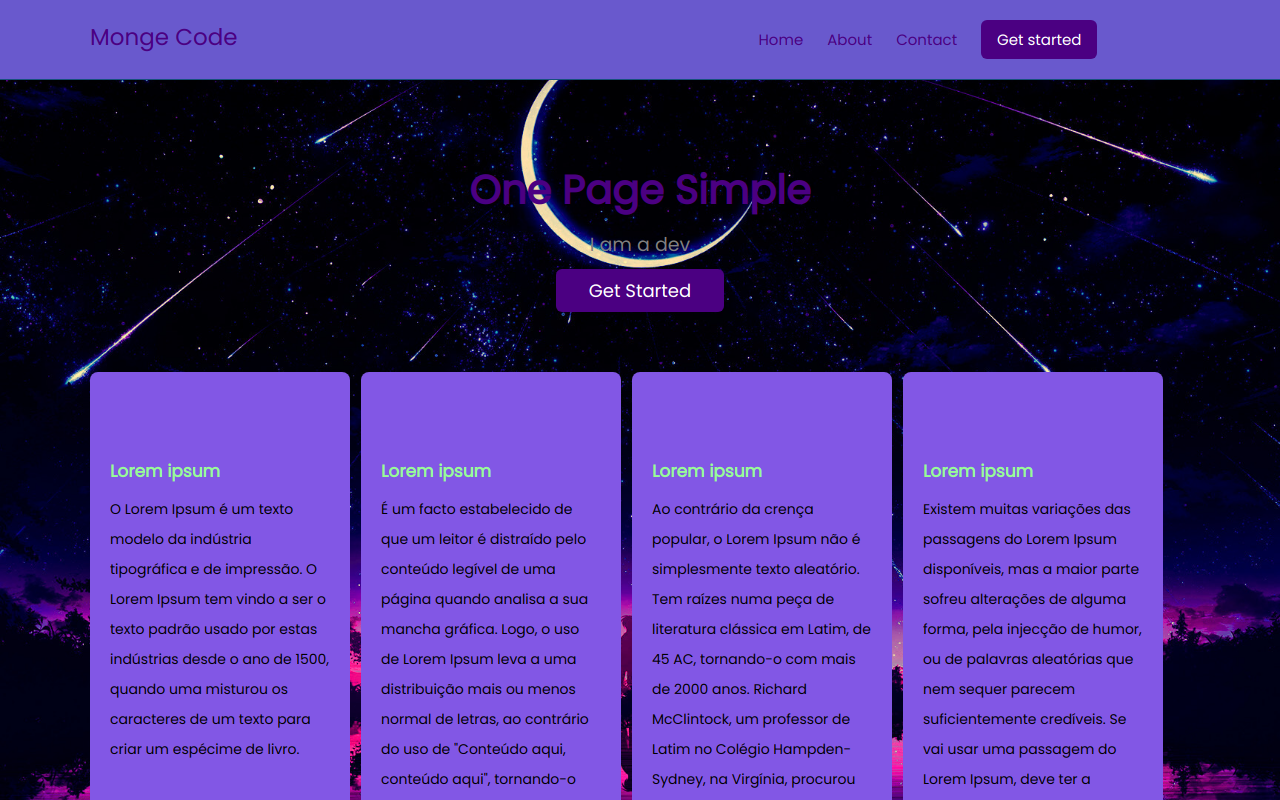 Monge Code
Home
About
Contact
Get started
One Page Simple
I am a dev
Get Started
Lorem ipsum
O Lorem Ipsum é um texto
modelo da indústria
tipográfica e de impressão. O
Lorem Ipsum tem vindo a ser o
texto padrão usado por estas
indústrias desde o ano de 1500,
quando uma misturou os
caracteres de um texto para
criar um espécime de livro.
Lorem ipsum
É um facto estabelecido de
que um leitor é distraído pelo
conteúdo legível de uma
página quando analisa a sua
mancha gráfica. Logo, o uso
de Lorem Ipsum leva a uma
distribuição mais ou menos
normal de letras, ao contrário
do uso de "Conteúdo aqui,
conteúdo aqui", tornando-o
Lorem ipsum
Ao contrário da crença
popular, o Lorem Ipsum não é
simplesmente texto aleatório.
Tem raízes numa peça de
literatura clássica em Latim, de
45 AC, tornando-o com mais
de 2000 anos. Richard
McClintock, um professor de
Latim no Colégio Hampden-
Sydney, na Virgínia, procurou
Lorem ipsum
Existem muitas variações das
passagens do Lorem Ipsum
disponíveis, mas a maior parte
sofreu alterações de alguma
forma, pela injecção de humor,
ou de palavras aleatórias que
nem sequer parecem
suficientemente credíveis. Se
vai usar uma passagem do
Lorem Ipsum, deve ter a